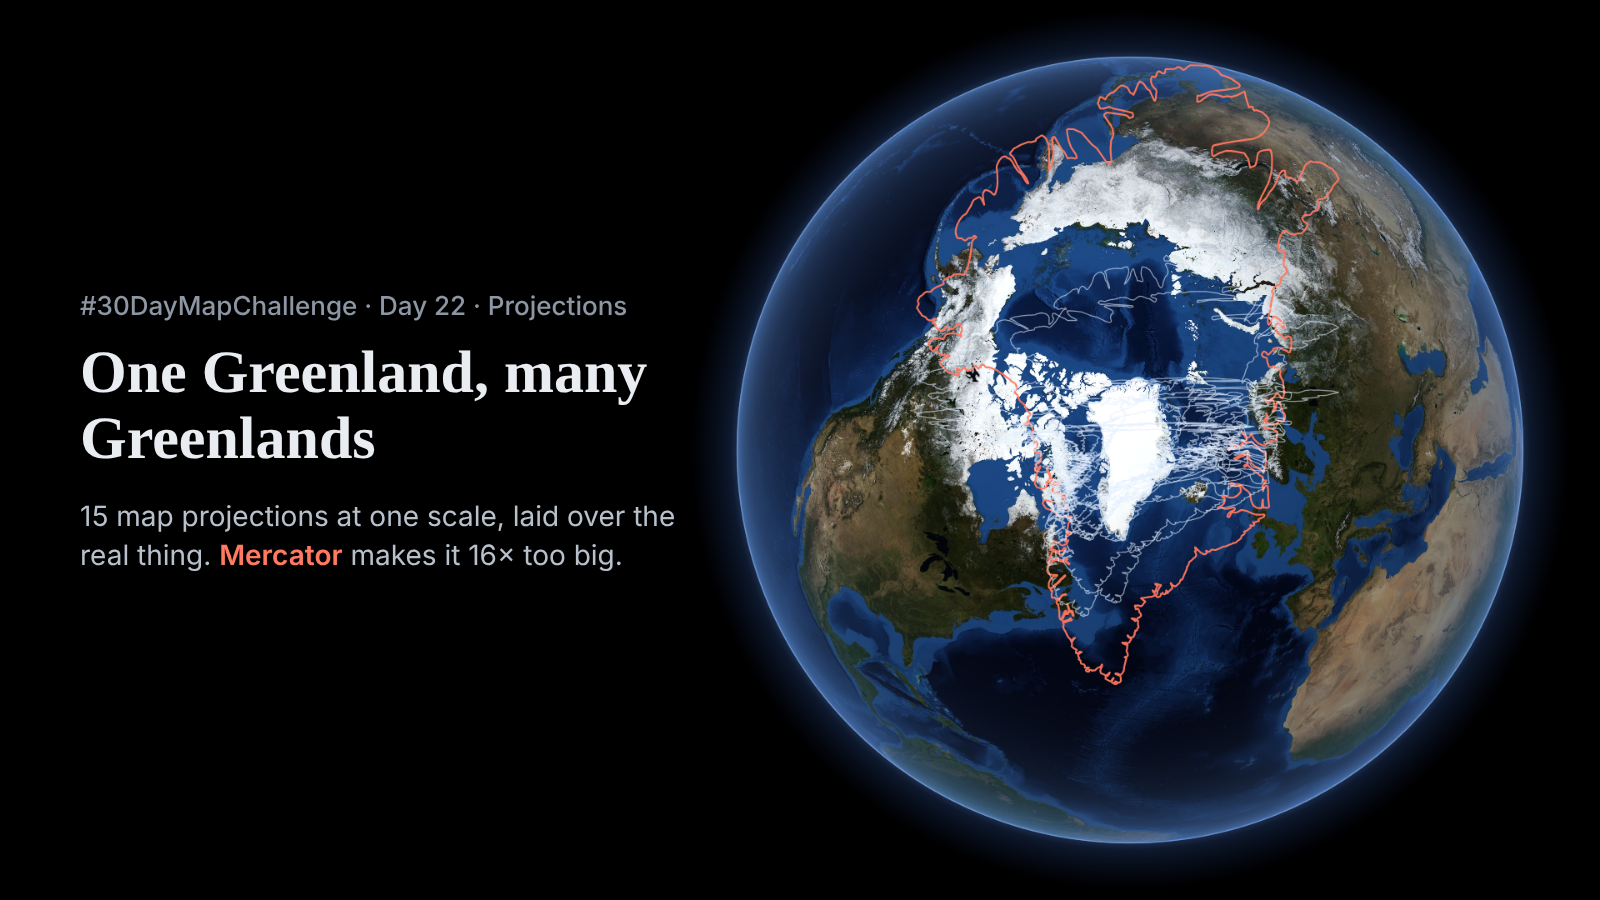 #30DayMapChallenge · Day 22 · Projections
One Greenland, many
Greenlands
15 map projections at one scale, laid over the
real thing. Mercator makes it 16× too big.